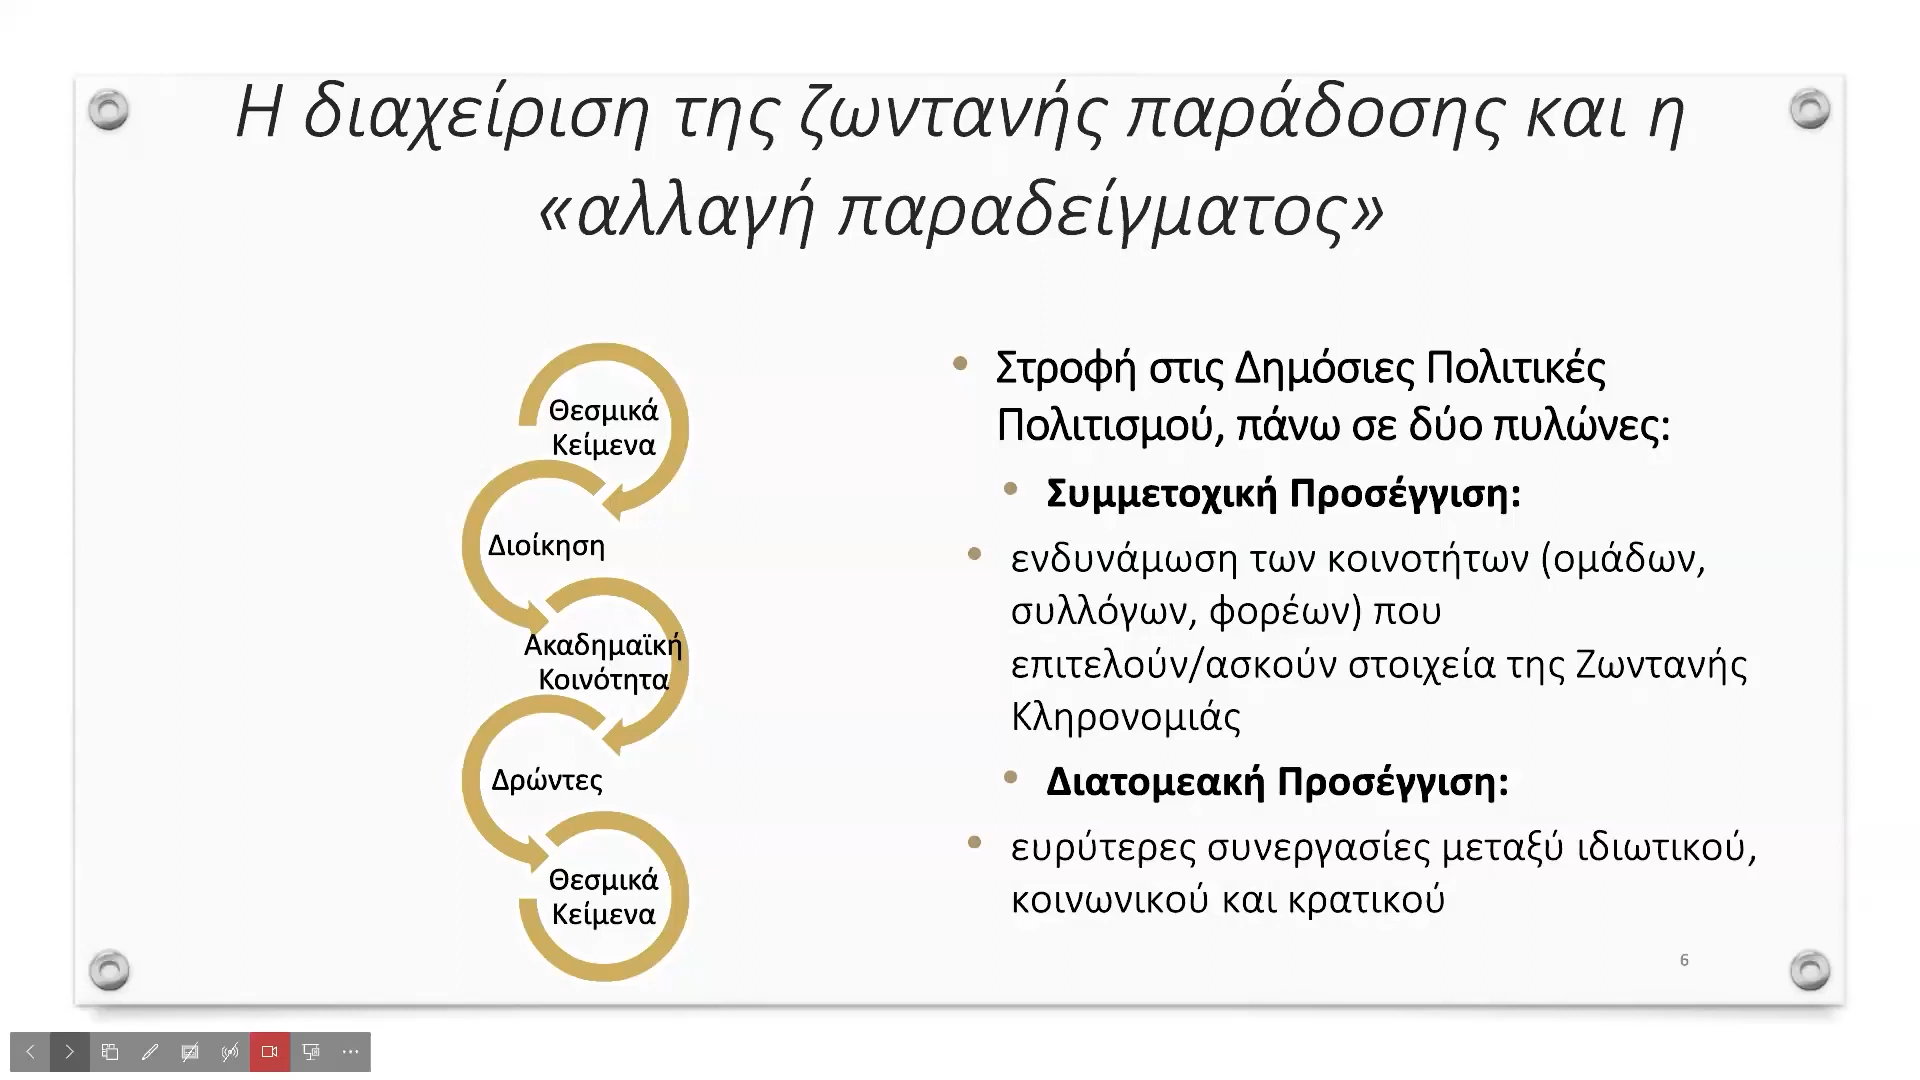 Η διαχείριση της ζωντανής παράδοσης και η
«αλλαγή παραδείγματος»
Θεσμικά
Κείμενα
Διοίκηση
Ακαδημαϊκή
Κοινότητα
Δρώντες
Θεσμικά
Κείμενα
• Στροφή στις Δημόσιες Πολιτικές
Πολιτισμού, πάνω σε δύο πυλώνες:
• Συμμετοχική Προσέγγιση:
• ενδυνάμωση των κοινοτήτων (ομάδων,
συλλόγων, φορέων) που
επιτελούν/ασκούν στοιχεία της Ζωντανής
Κληρονομιάς
• Διατομεακή Προσέγγιση:
• ευρύτερες συνεργασίες μεταξύ ιδιωτικού,
κοινωνικού και κρατικού
6